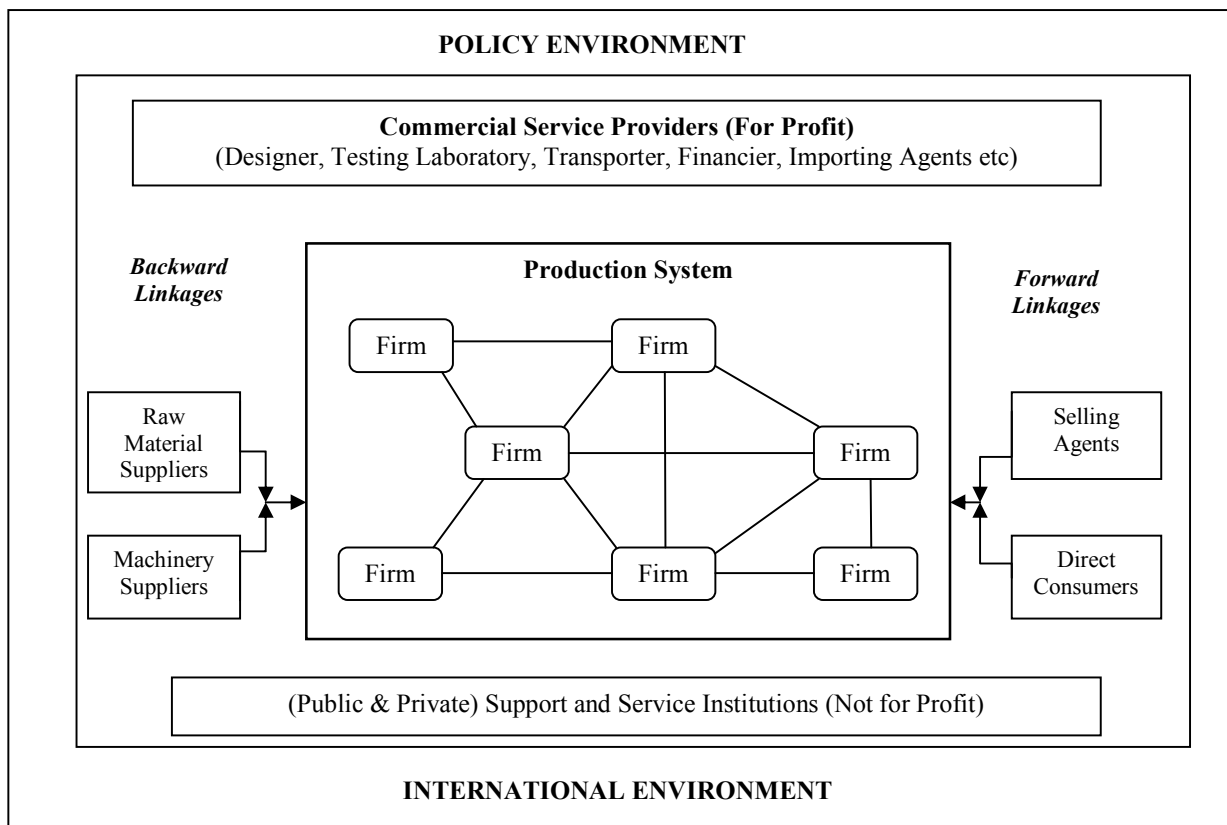 POLICY ENVIRONMENT
Commercial Service Providers (For Profit)
(Designer, Testing Laboratory, Transporter, Financier, Importing Agents etc)
Backward
Linkages
Production System
Forward
Linkages
Firm
Firm
Raw
Material
Suppliers
Selling
Agents
Firm
Firm
Machinery
Suppliers
Firm
Firm
Firm
Direct
Consumers
(Public & Private) Support and Service Institutions (Not for Profit)
INTERNATIONAL ENVIRONMENT